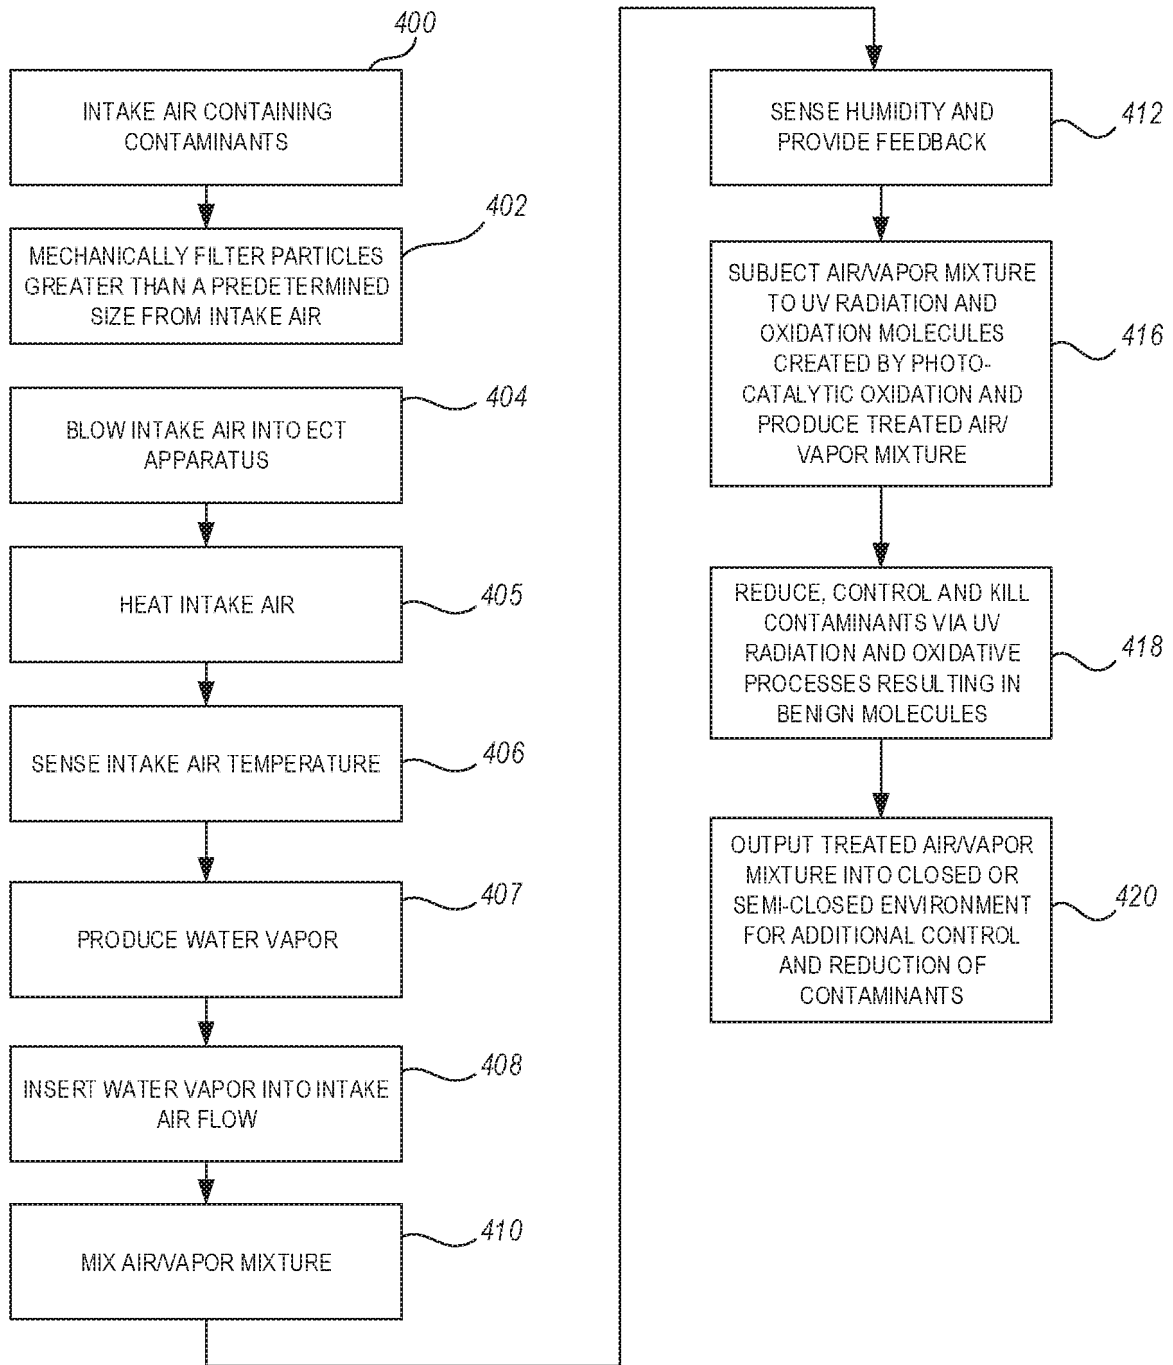 400
INTAKE AIR CONTAINING
CONTAMINANTS
402
MECHANICALLY FILTER PARTICLES
GREATER THAN A PREDETERMINED
SIZE FROM INTAKE AIR
404
BLOW INTAKE AIR INTO ECT
APPARATUS
HEAT INTAKE AIR
405
SENSE INTAKE AIR TEMPERATURE
406
PRODUCE WATER VAPOR
407
INSERT WATER VAPOR INTO INTAKE
AIR FLOW
408
MIX AIR/VAPOR MIXTURE
410
SENSE HUMIDITY AND
PROVIDE FEEDBACK
412
SUBJECT AIR/VAPOR MIXTURE
TO UV RADIATION AND
OXIDATION MOLECULES
CREATED BY PHOTO-
CATALYTIC OXIDATION AND
PRODUCE TREATED AIR/
VAPOR MIXTURE
416
REDUCE, CONTROL AND KILL
CONTAMINANTS VIA UV
RADIATION AND OXIDATIVE
PROCESSES RESULTING IN
BENIGN MOLECULES
418
OUTPUT TREATED AIR/VAPOR
MIXTURE INTO CLOSED OR
SEMI-CLOSED ENVIRONMENT
FOR ADDITIONAL CONTROL
AND REDUCTION OF
CONTAMINANTS
420